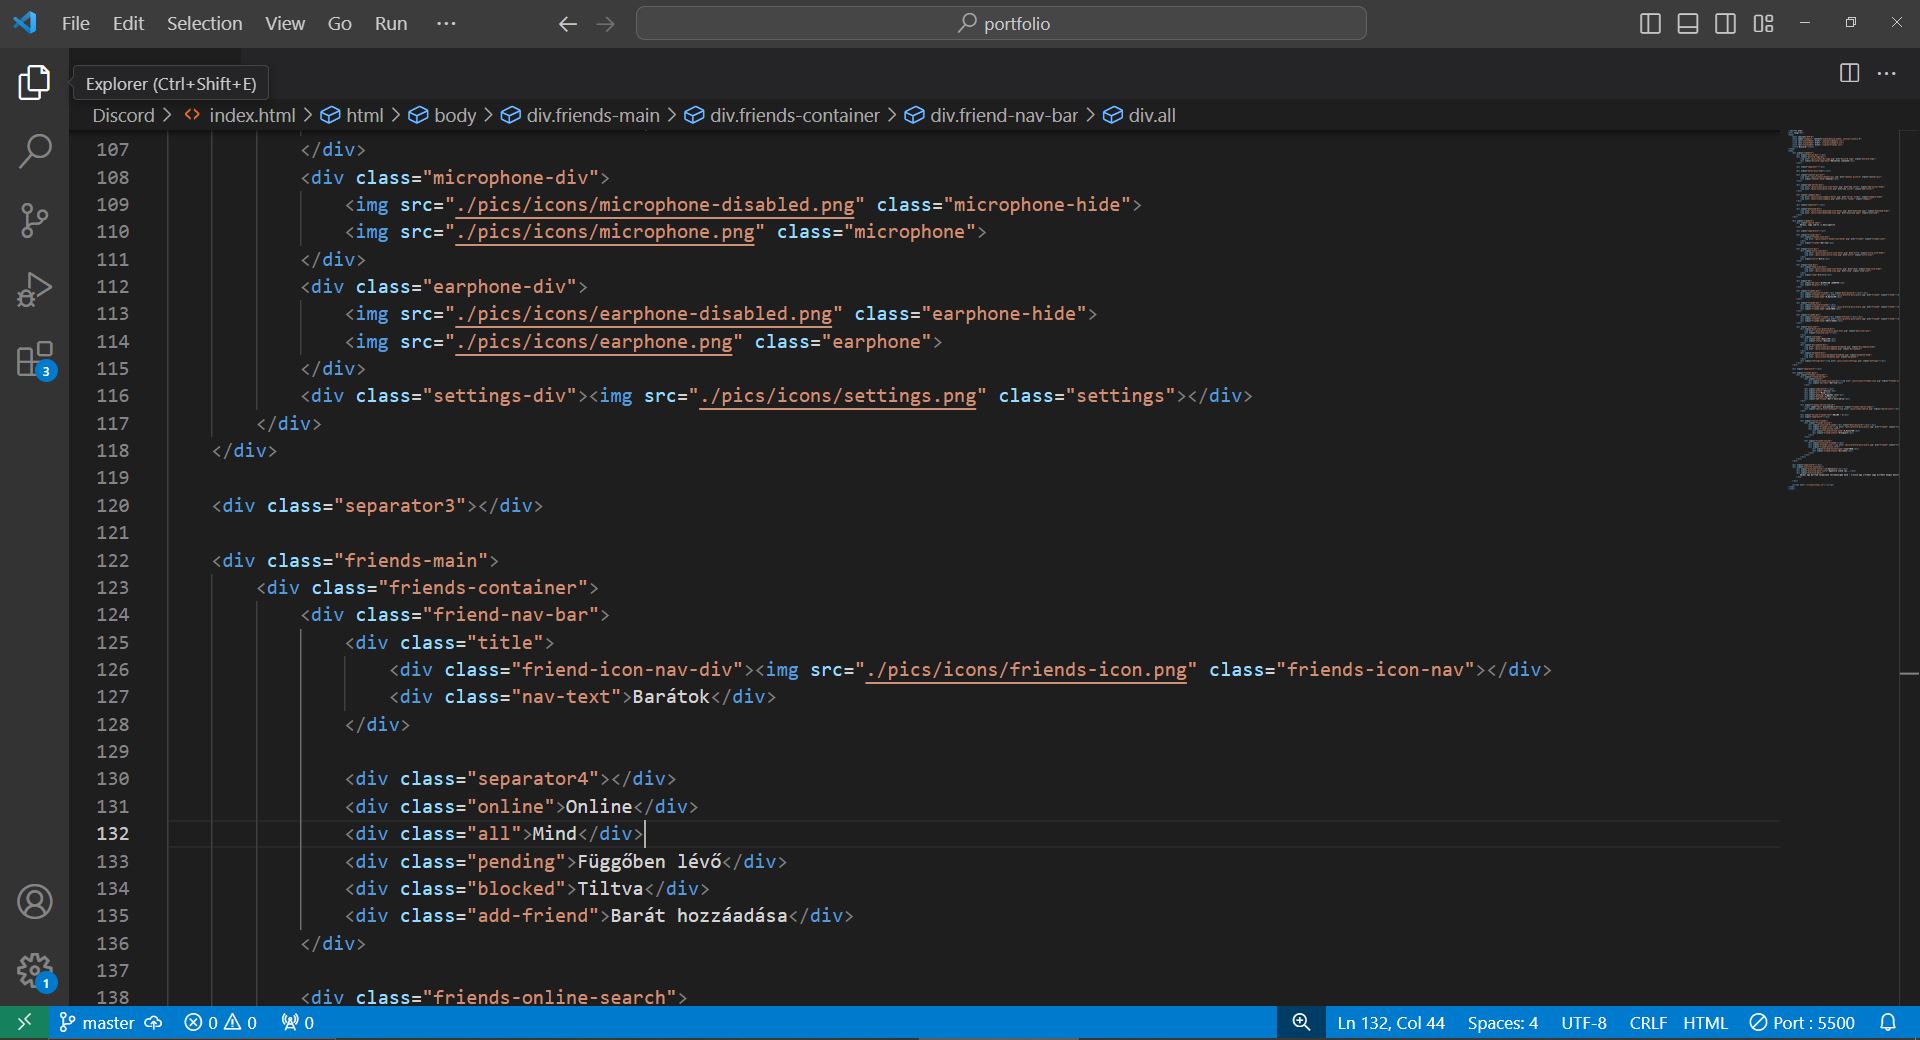 File Edit Selection View Go Run ··· portfolio
Explorer (Ctrl+Shift+E)
Discord > <> index.html > html > body > div.friends-main > div.friends-container > div.friend-nav-bar > div.all
107 </div>
108 <div class="microphone-div">
109 <img src="./pics/icons/microphone-disabled.png" class="microphone-hide">
110 <img src="./pics/icons/microphone.png" class="microphone">
111 </div>
112 <div class="earphone-div">
113 <img src="./pics/icons/earphone-disabled.png" class="earphone-hide">
114 <img src="./pics/icons/earphone.png" class="earphone">
115 </div>
116 <div class="settings-div"><img src="./pics/icons/settings.png" class="settings"></div>
117 </div>
118 </div>
119
120 <div class="separator3"></div>
121
122 <div class="friends-main">
123 <div class="friends-container">
124 <div class="friend-nav-bar">
125 <div class="title">
126 <div class="friend-icon-nav-div"><img src="./pics/icons/friends-icon.png" class="friends-icon-nav"></div>
127 <div class="nav-text">Barátok</div>
128 </div>
129
130 <div class="separator4"></div>
131 <div class="online">Online</div>
132 <div class="all">Mind</div>
133 <div class="pending">Függőben lévő</div>
134 <div class="blocked">Tiltva</div>
135 <div class="add-friend">Barát hozzáadása</div>
136 </div>
137
138 <div class="friends-online-search">
3
1
master 0 0 0 Ln 132, Col 44 Spaces: 4 UTF-8 CRLF HTML Port : 5500